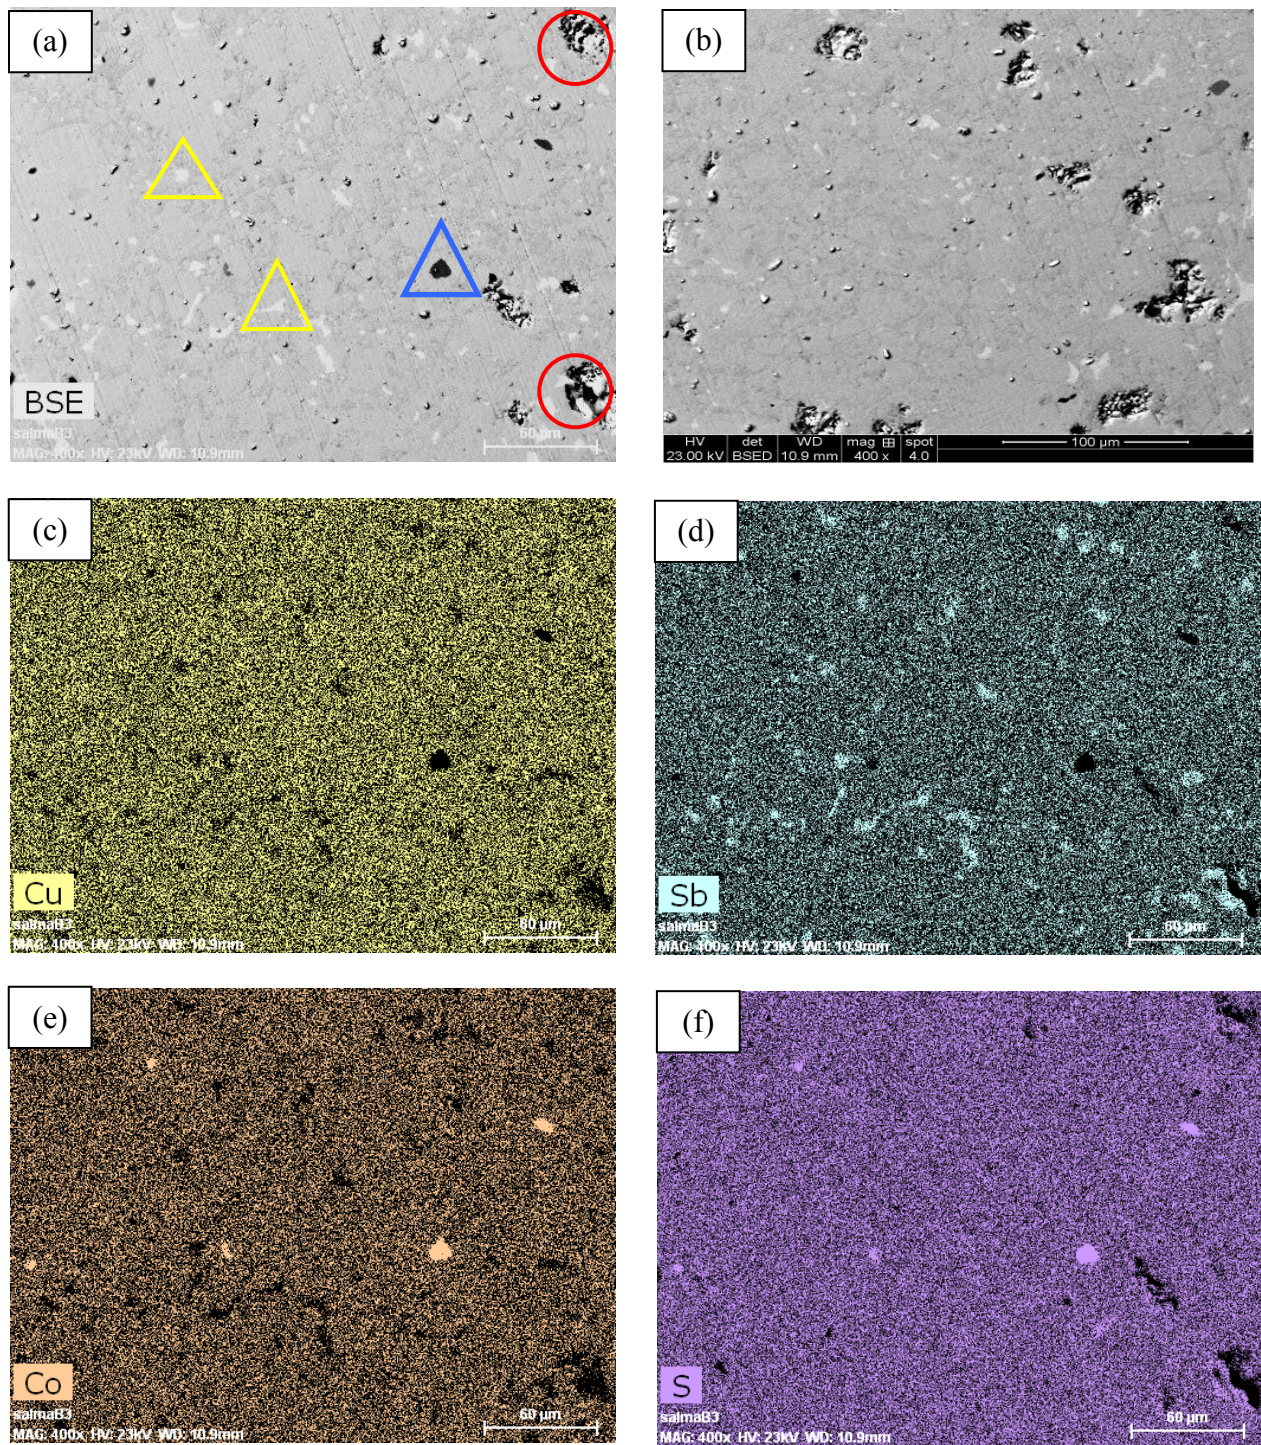 (a)
BSE
salmaB3
MAG: 400x HV: 23kV WD: 10.9mm
60 µm
(b)
HV det WD mag ⊞ spot
23.00 kV BSED 10.9 mm 400 x 4.0
100 µm
(c)
Cu
salmaB3
MAG: 400x HV: 23kV WD: 10.9mm
60 µm
(d)
Sb
salmaB3
MAG: 400x HV: 23kV WD: 10.9mm
60 µm
(e)
Co
salmaB3
MAG: 400x HV: 23kV WD: 10.9mm
60 µm
(f)
S
salmaB3
MAG: 400x HV: 23kV WD: 10.9mm
60 µm